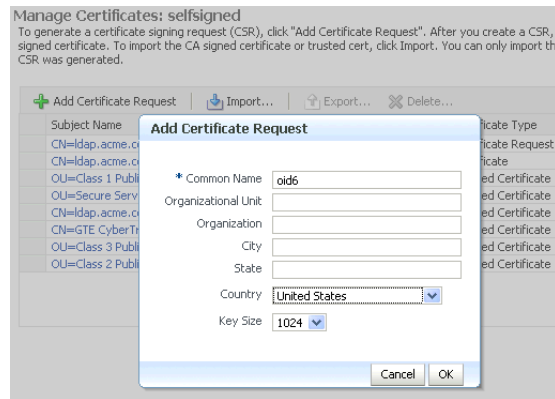 Manage Certificates: selfsigned
To generate a certificate signing request (CSR), click "Add Certificate Request". After you create a CSR,
signed certificate. To import the CA signed certificate or trusted cert, click Import. You can only import th
CSR was generated.
Add Certificate Request Import... Export... Delete...
Subject Name
ficate Type
CN=ldap.acme.co
ficate Request
CN=ldap.acme.co
ficate
OU=Class 1 Publi
ed Certificate
OU=Secure Serv
ed Certificate
CN=ldap.acme.co
ed Certificate
CN=GTE CyberTr
ed Certificate
OU=Class 3 Publi
ed Certificate
OU=Class 2 Publi
ed Certificate
Add Certificate Request
* Common Name oid6
Organizational Unit
Organization
City
State
Country United States
Key Size 1024
Cancel OK